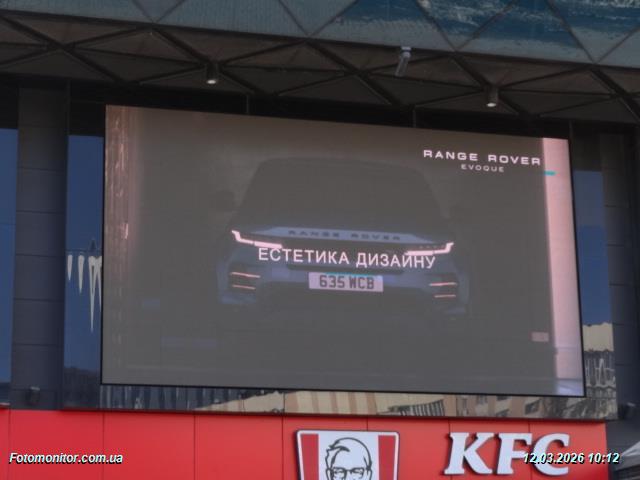 RANGE ROVER
EVOQUE
RANGE ROVER
ЕСТЕТИКА ДИЗАЙНУ
635 WCB
KFC
Fotomonitor.com.ua
12.03.2026 10:12